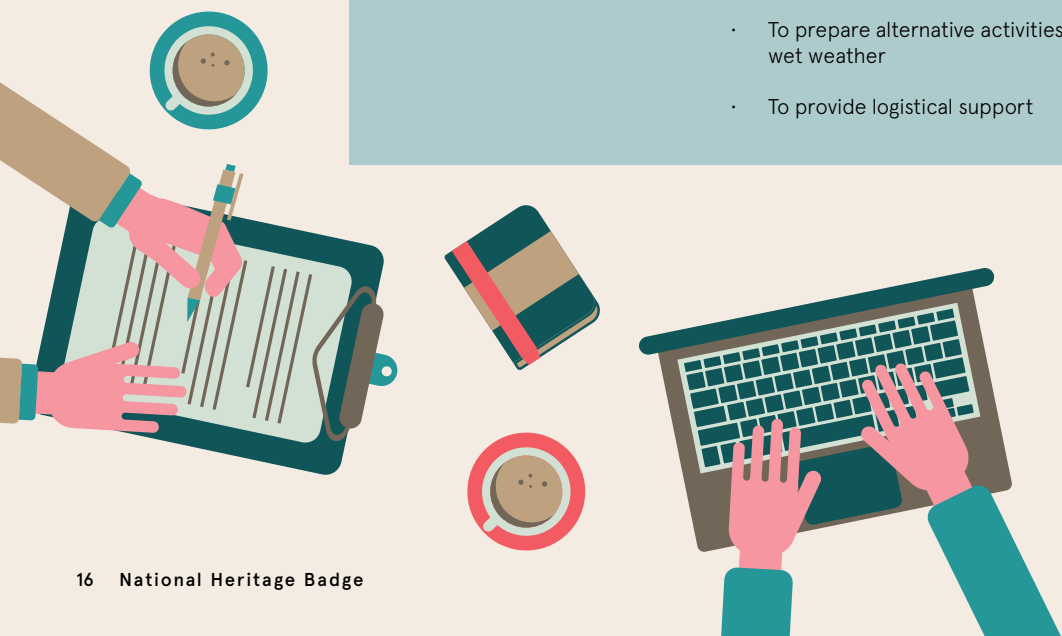 · To prepare alternative activities
wet weather
· To provide logistical support
16 National Heritage Badge